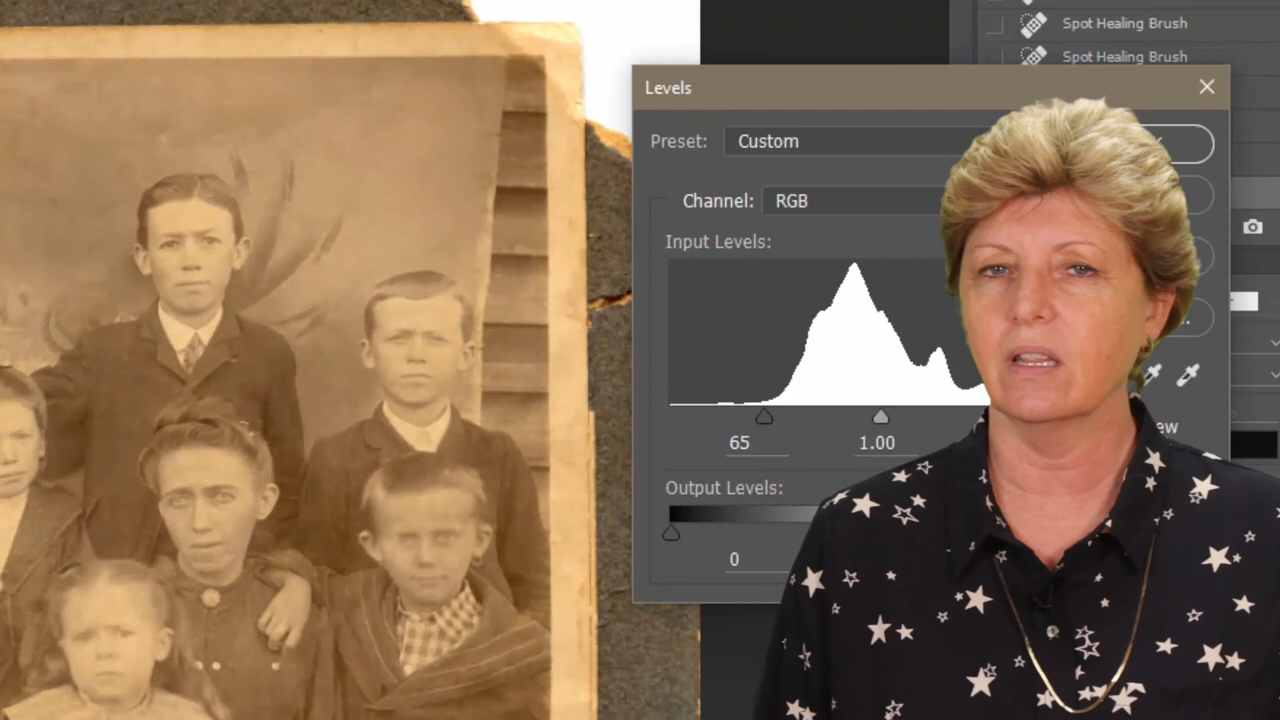 Spot Healing Brush
Spot Healing Brush
Levels
Preset: Custom
Channel: RGB
Input Levels:
65 1.00
Output Levels:
0